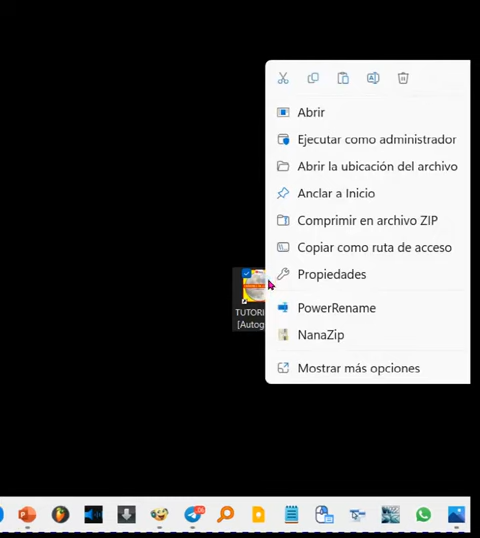 Abrir
Ejecutar como administrador
Abrir la ubicación del archivo
Anclar a Inicio
Comprimir en archivo ZIP
Copiar como ruta de acceso
Propiedades
TUTORI
[Autog
PowerRename
NanaZip
Mostrar más opciones